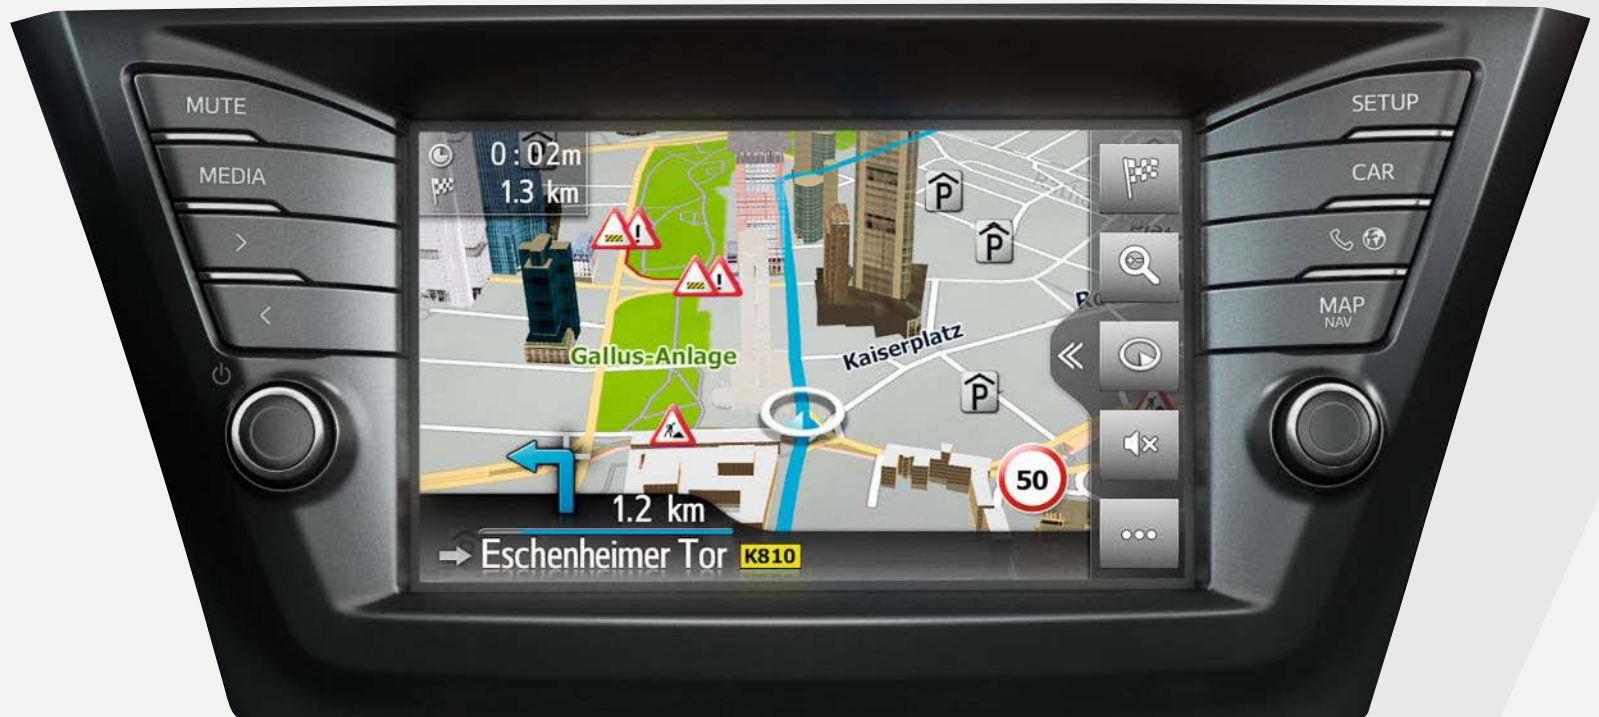 MUTE
MEDIA
SETUP
CAR
MAP
NAV
0:02m
1.3 km
P
P
P
Gallus-Anlage
Kaiserplatz
50
1.2 km
Eschenheimer Tor K810